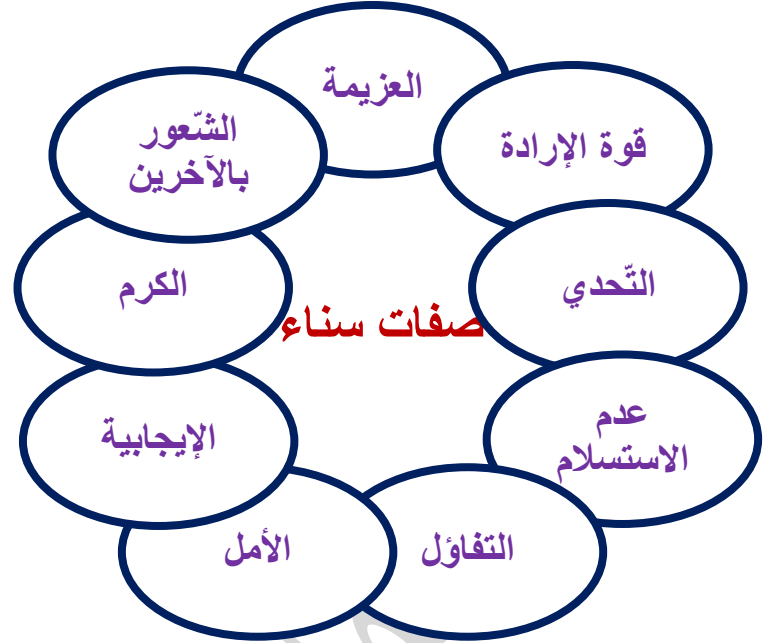 العزيمة
قوة الإرادة
التّحدي
عدم
الاستسلام
التفاؤل
الأمل
الإيجابية
الكرم
الشّعور
بالآخرين
صفات سناء